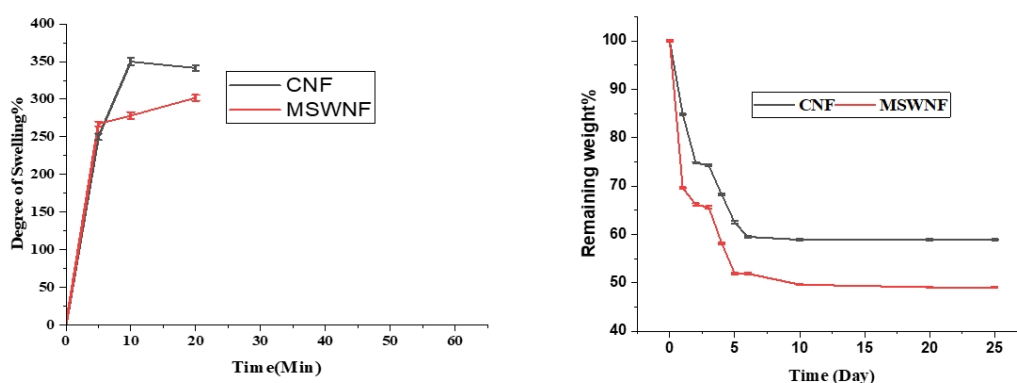 400
350
300
250
200
150
100
50
0
Degree of Swelling%
CNF
MSWNF
0 10 20 30 40 50 60
Time(Min)
100
90
80
70
60
50
40
Remaining weight%
CNF MSWNF
0 5 10 15 20 25
Time (Day)